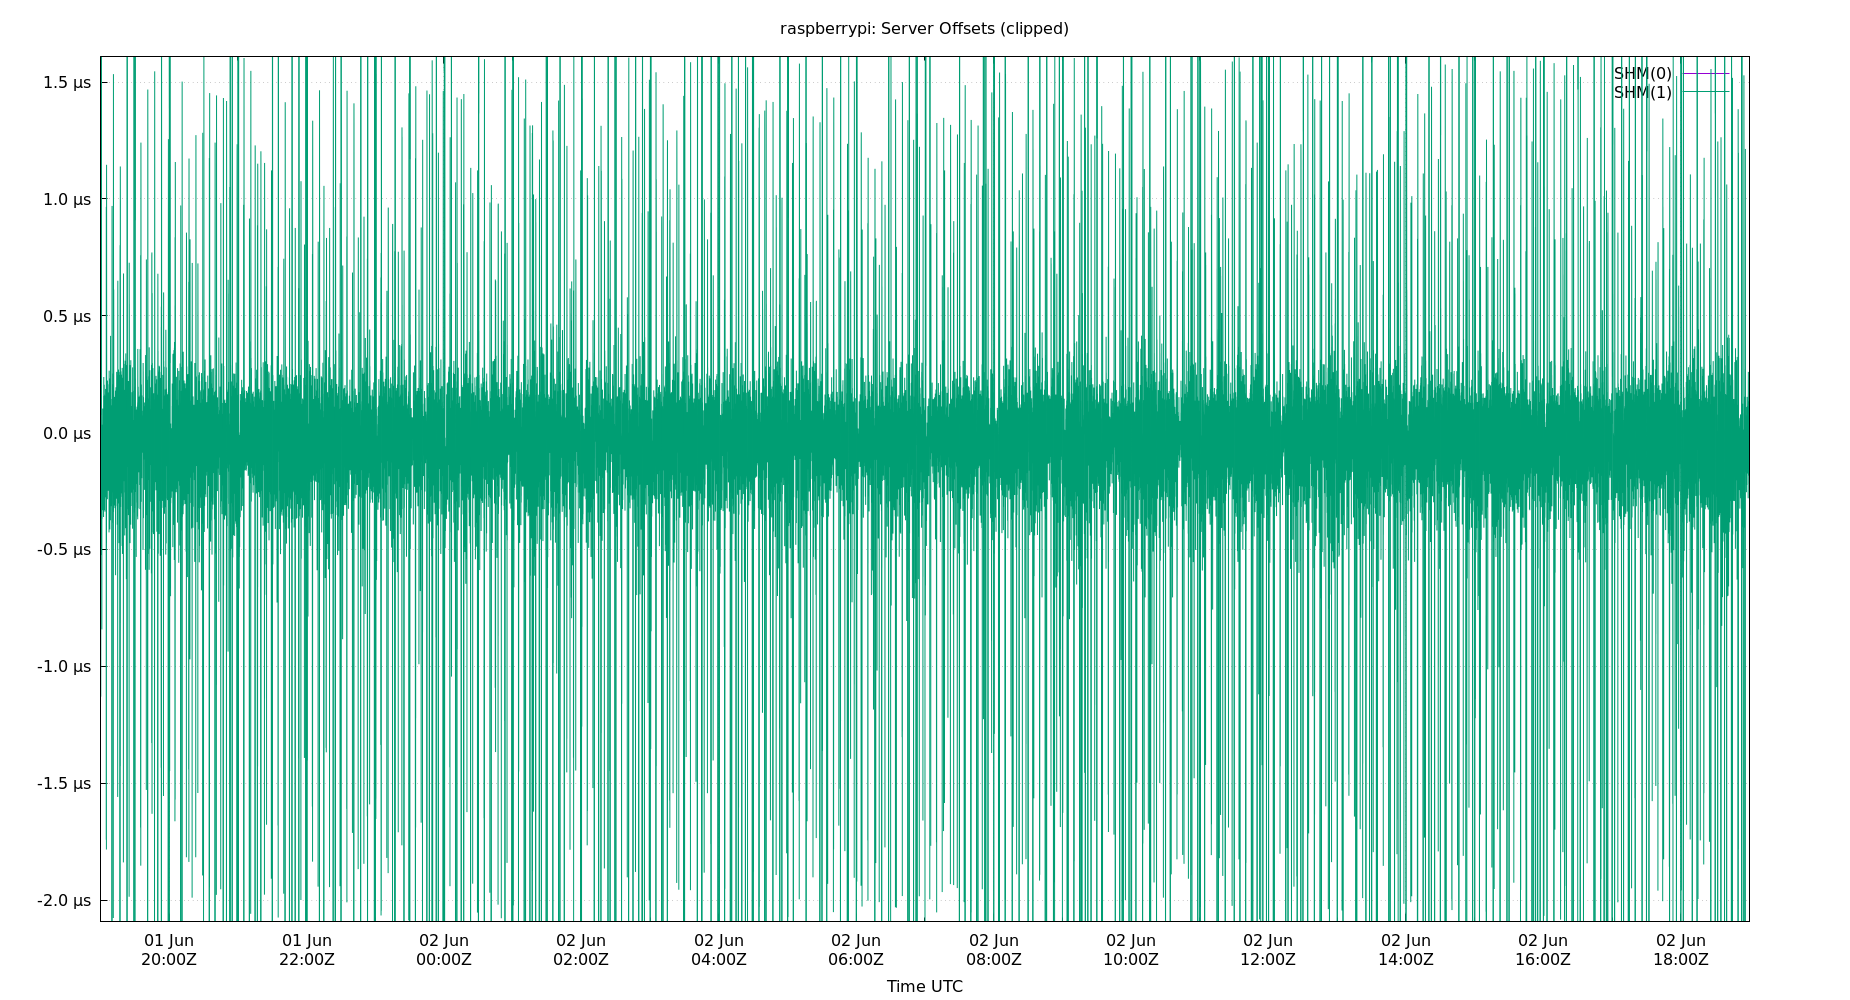 raspberrypi: Server Offsets (clipped)
SHM(0)
SHM(1)
1.5 µs
1.0 µs
0.5 µs
0.0 µs
-0.5 µs
-1.0 µs
-1.5 µs
-2.0 µs
01 Jun 01 Jun 02 Jun 02 Jun 02 Jun 02 Jun 02 Jun 02 Jun 02 Jun 02 Jun 02 Jun 02 Jun
20:00Z 22:00Z 00:00Z 02:00Z 04:00Z 06:00Z 08:00Z 10:00Z 12:00Z 14:00Z 16:00Z 18:00Z
Time UTC